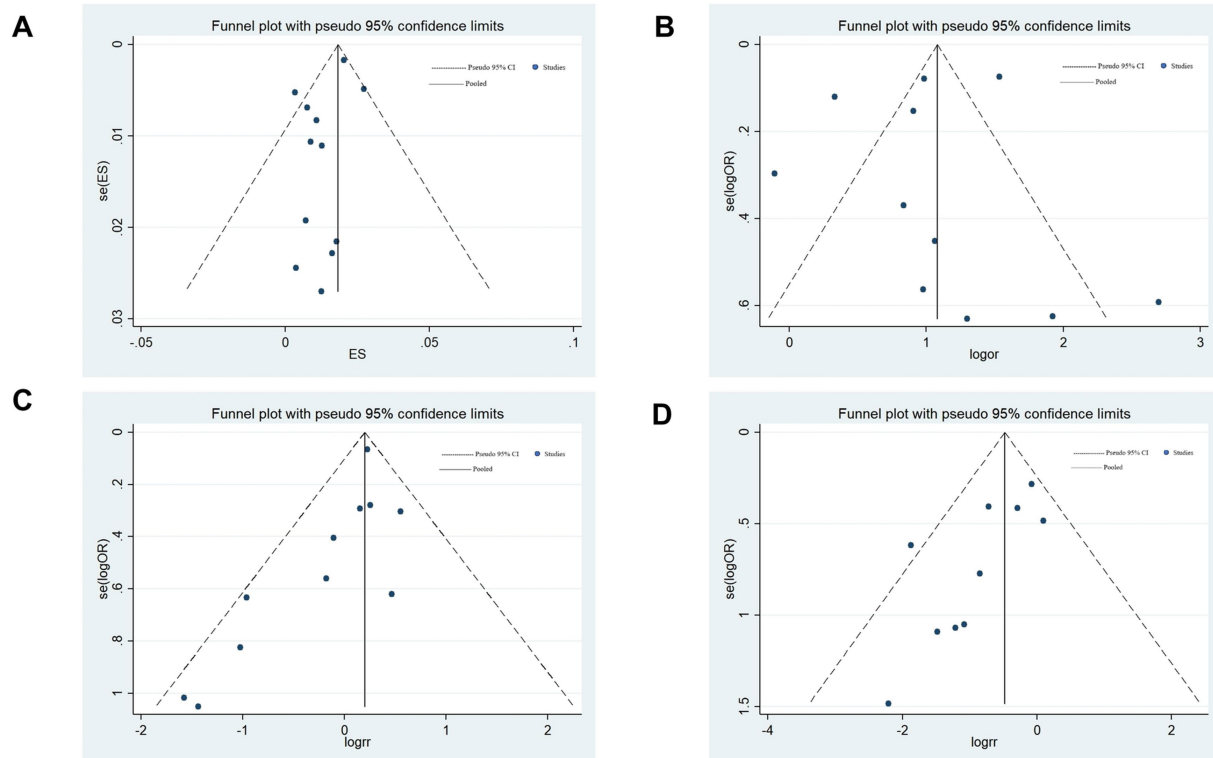 A
Funnel plot with pseudo 95% confidence limits
Pseudo 95% CI Studies
Pooled
0
.01
.02
.03
se(ES)
-.05 0 .05 .1
ES
B
Funnel plot with pseudo 95% confidence limits
Pseudo 95% CI Studies
Pooled
0
.2
.4
.6
se(logOR)
0 1 2 3
logor
C
Funnel plot with pseudo 95% confidence limits
Pseudo 95% CI Studies
Pooled
0
.2
.4
.6
.8
1
se(logOR)
-2 -1 0 1 2
logrr
D
Funnel plot with pseudo 95% confidence limits
Pseudo 95% CI Studies
Pooled
0
.5
1
1.5
se(logOR)
-4 -2 0 2
logrr